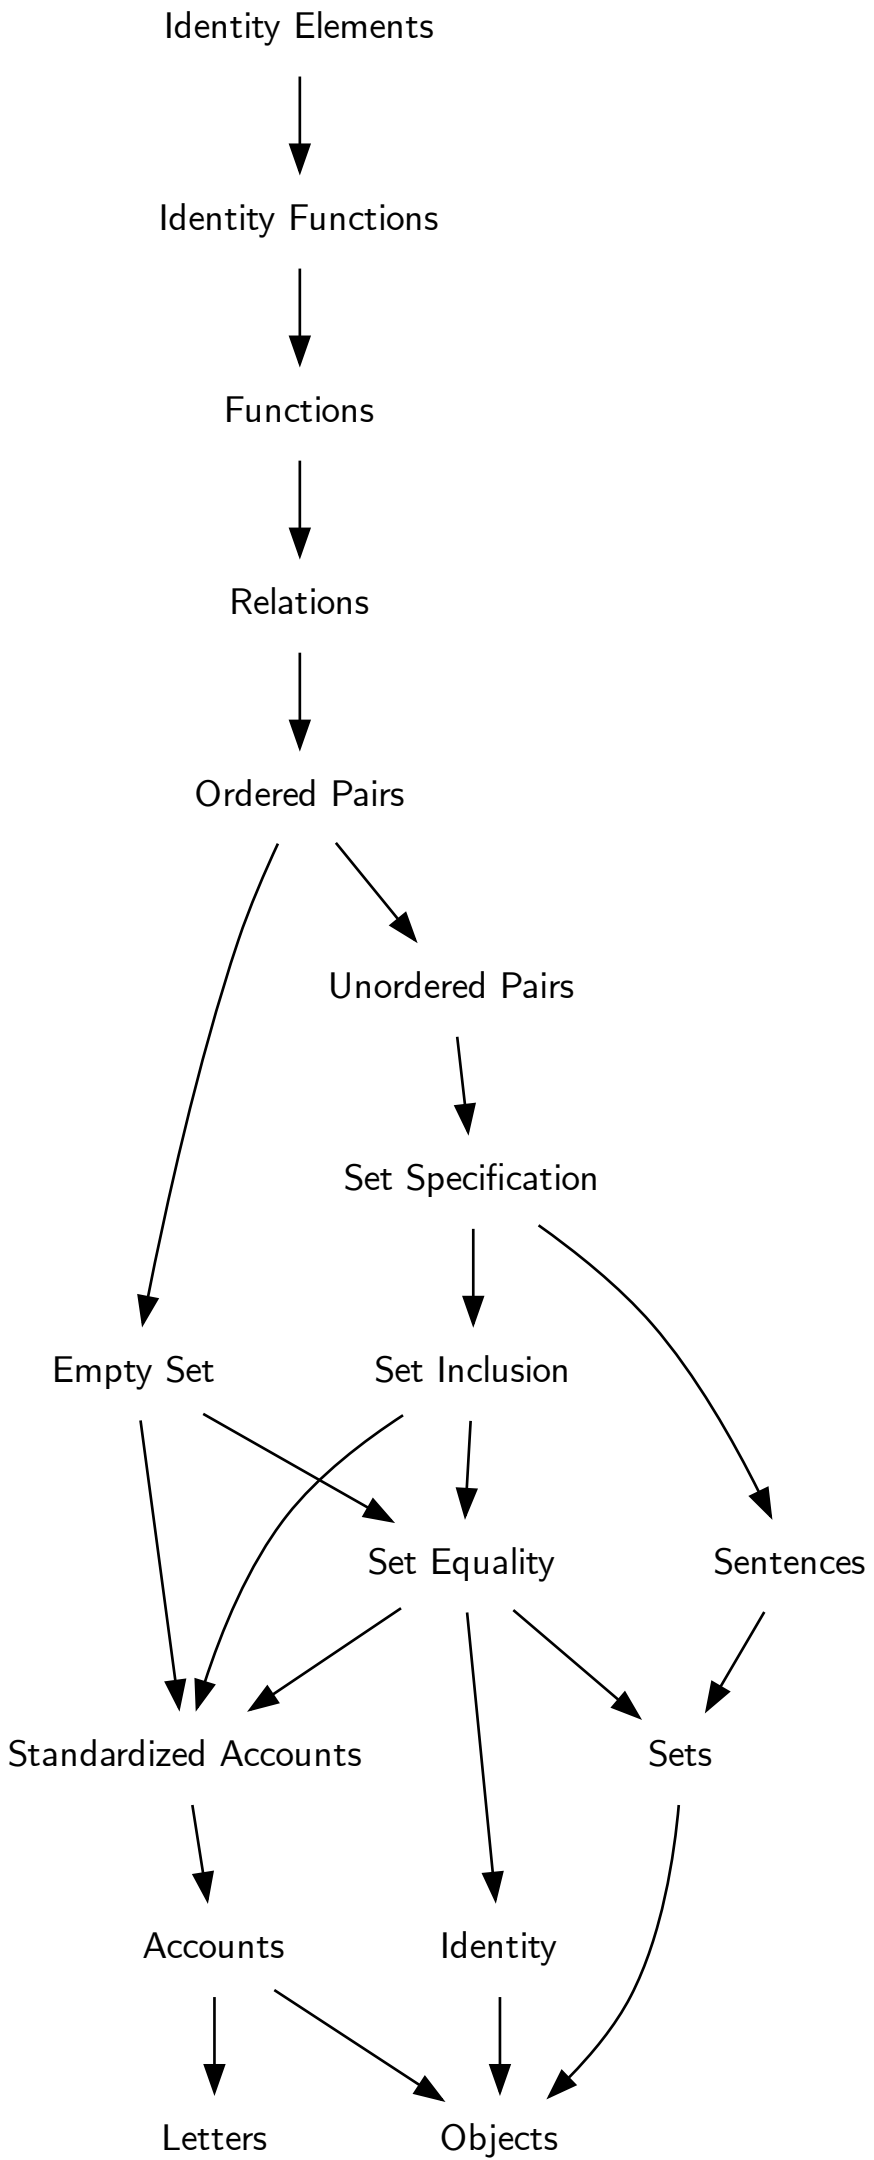 Identity Elements
Identity Functions
Functions
Relations
Ordered Pairs
Unordered Pairs
Set Specification
Empty Set
Set Inclusion
Set Equality
Sentences
Standardized Accounts
Sets
Accounts
Identity
Letters
Objects